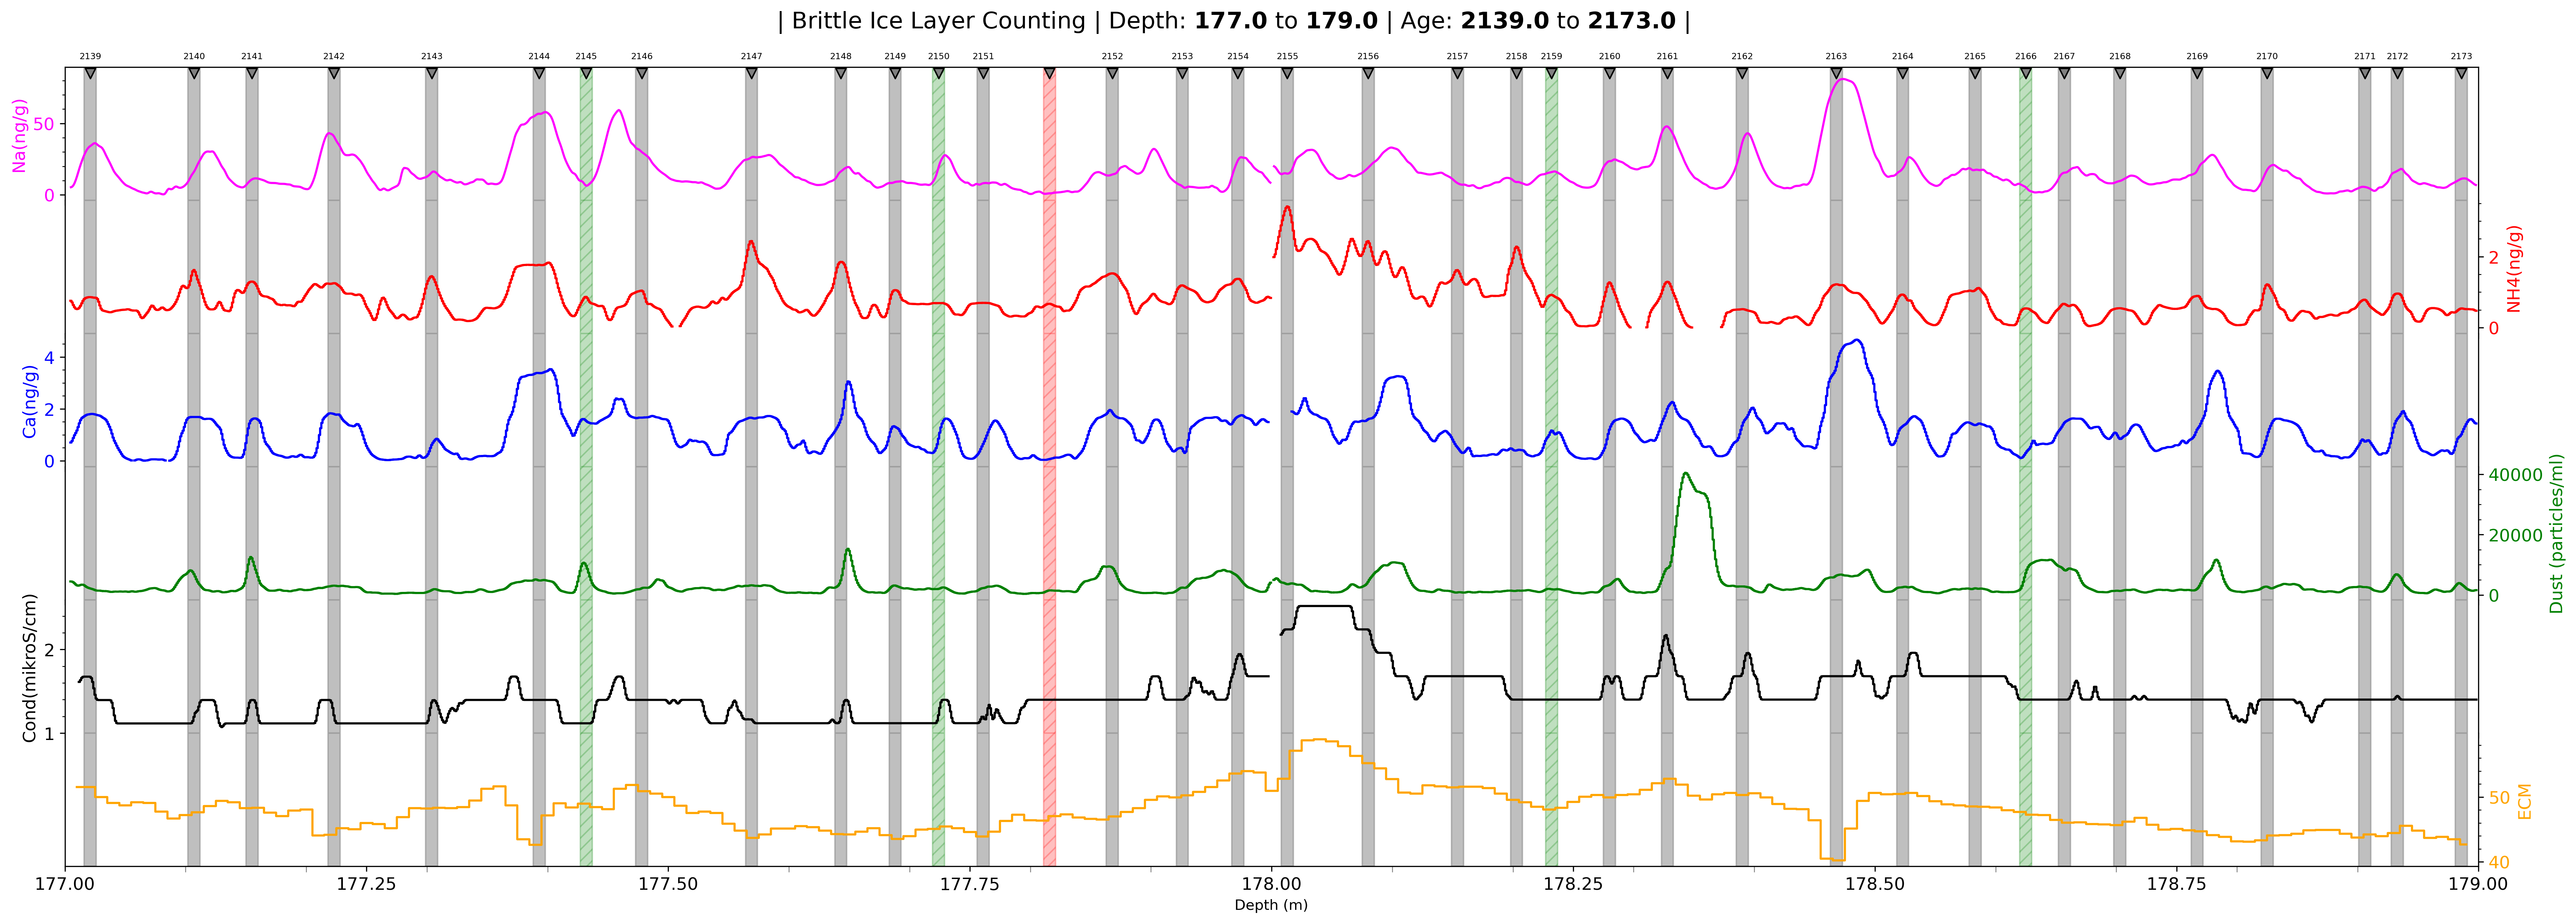 | Brittle Ice Layer Counting | Depth: 177.0 to 179.0 | Age: 2139.0 to 2173.0 |
2139 2140 2141 2142 2143 2144 2145 2146 2147 2148 2149 2150 2151 2152 2153 2154 2155 2156 2157 2158 2159 2160 2161 2162 2163 2164 2165 2166 2167 2168 2169 2170 2171 2172 2173
Na(ng/g)
50
0
NH4(ng/g)
2
0
Ca(ng/g)
4
2
0
Dust (particles/ml)
40000
20000
0
Cond(mikroS/cm)
2
1
ECM
50
40
177.00 177.25 177.50 177.75 178.00 178.25 178.50 178.75 179.00
Depth (m)